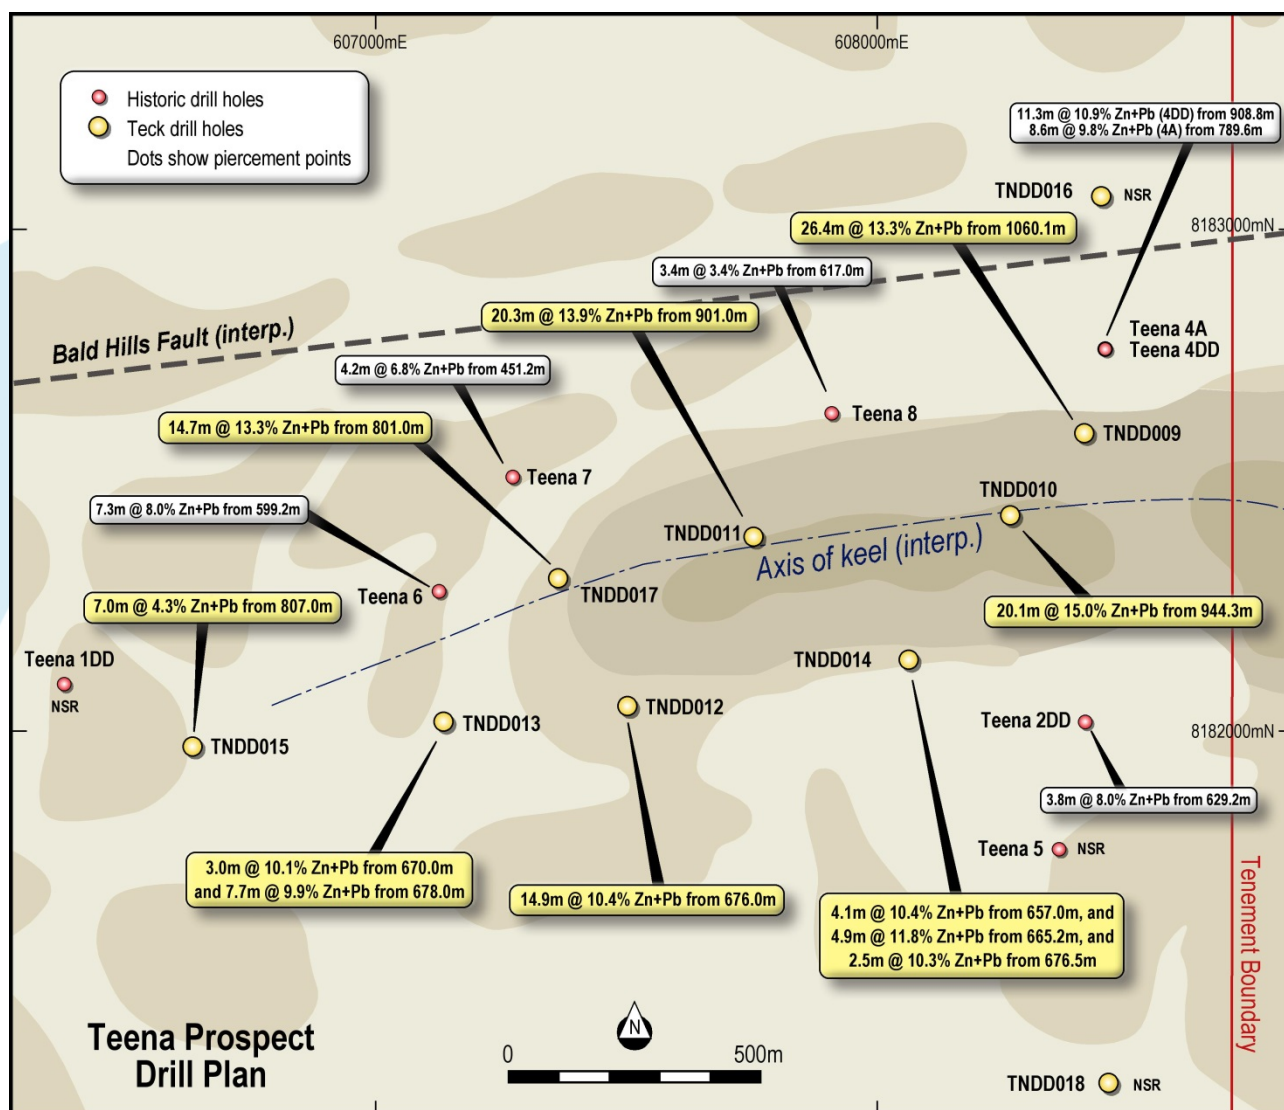 607000mE
608000mE
Historic drill holes
Teck drill holes
Dots show piercement points
11.3m @ 10.9% Zn+Pb (4DD) from 908.8m
8.6m @ 9.8% Zn+Pb (4A) from 789.6m
TNDD016
NSR
8183000mN
26.4m @ 13.3% Zn+Pb from 1060.1m
3.4m @ 3.4% Zn+Pb from 617.0m
20.3m @ 13.9% Zn+Pb from 901.0m
Bald Hills Fault (interp.)
Teena 4A
Teena 4DD
4.2m @ 6.8% Zn+Pb from 451.2m
14.7m @ 13.3% Zn+Pb from 801.0m
Teena 8
TNDD009
Teena 7
TNDD010
7.3m @ 8.0% Zn+Pb from 599.2m
TNDD011
Axis of keel (interp.)
Teena 6
TNDD017
7.0m @ 4.3% Zn+Pb from 807.0m
20.1m @ 15.0% Zn+Pb from 944.3m
Teena 1DD
NSR
TNDD014
TNDD012
TNDD013
Teena 2DD
8182000mN
TNDD015
3.8m @ 8.0% Zn+Pb from 629.2m
Teena 5
NSR
3.0m @ 10.1% Zn+Pb from 670.0m
and 7.7m @ 9.9% Zn+Pb from 678.0m
14.9m @ 10.4% Zn+Pb from 676.0m
4.1m @ 10.4% Zn+Pb from 657.0m, and
4.9m @ 11.8% Zn+Pb from 665.2m, and
2.5m @ 10.3% Zn+Pb from 676.5m
Tenement Boundary
Teena Prospect
Drill Plan
N
0
500m
TNDD018
NSR